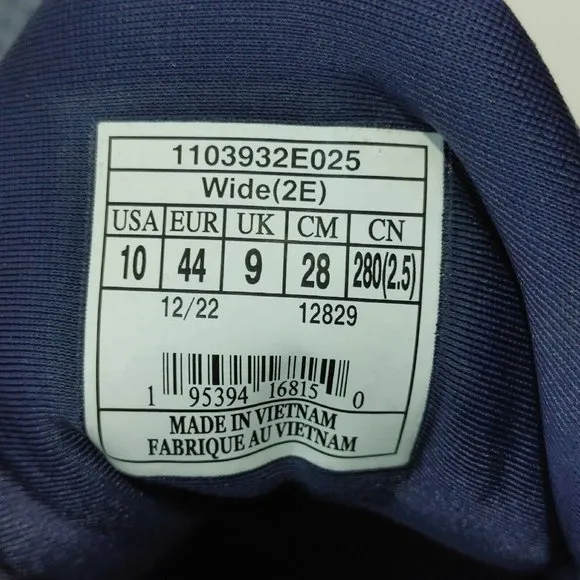 1103932E025
Wide(2E)
USA EUR UK CM CN
10 44 9 28 280(2.5)
12/22 12829
1 95394 16815 0
MADE IN VIETNAM
FABRIQUE AU VIETNAM